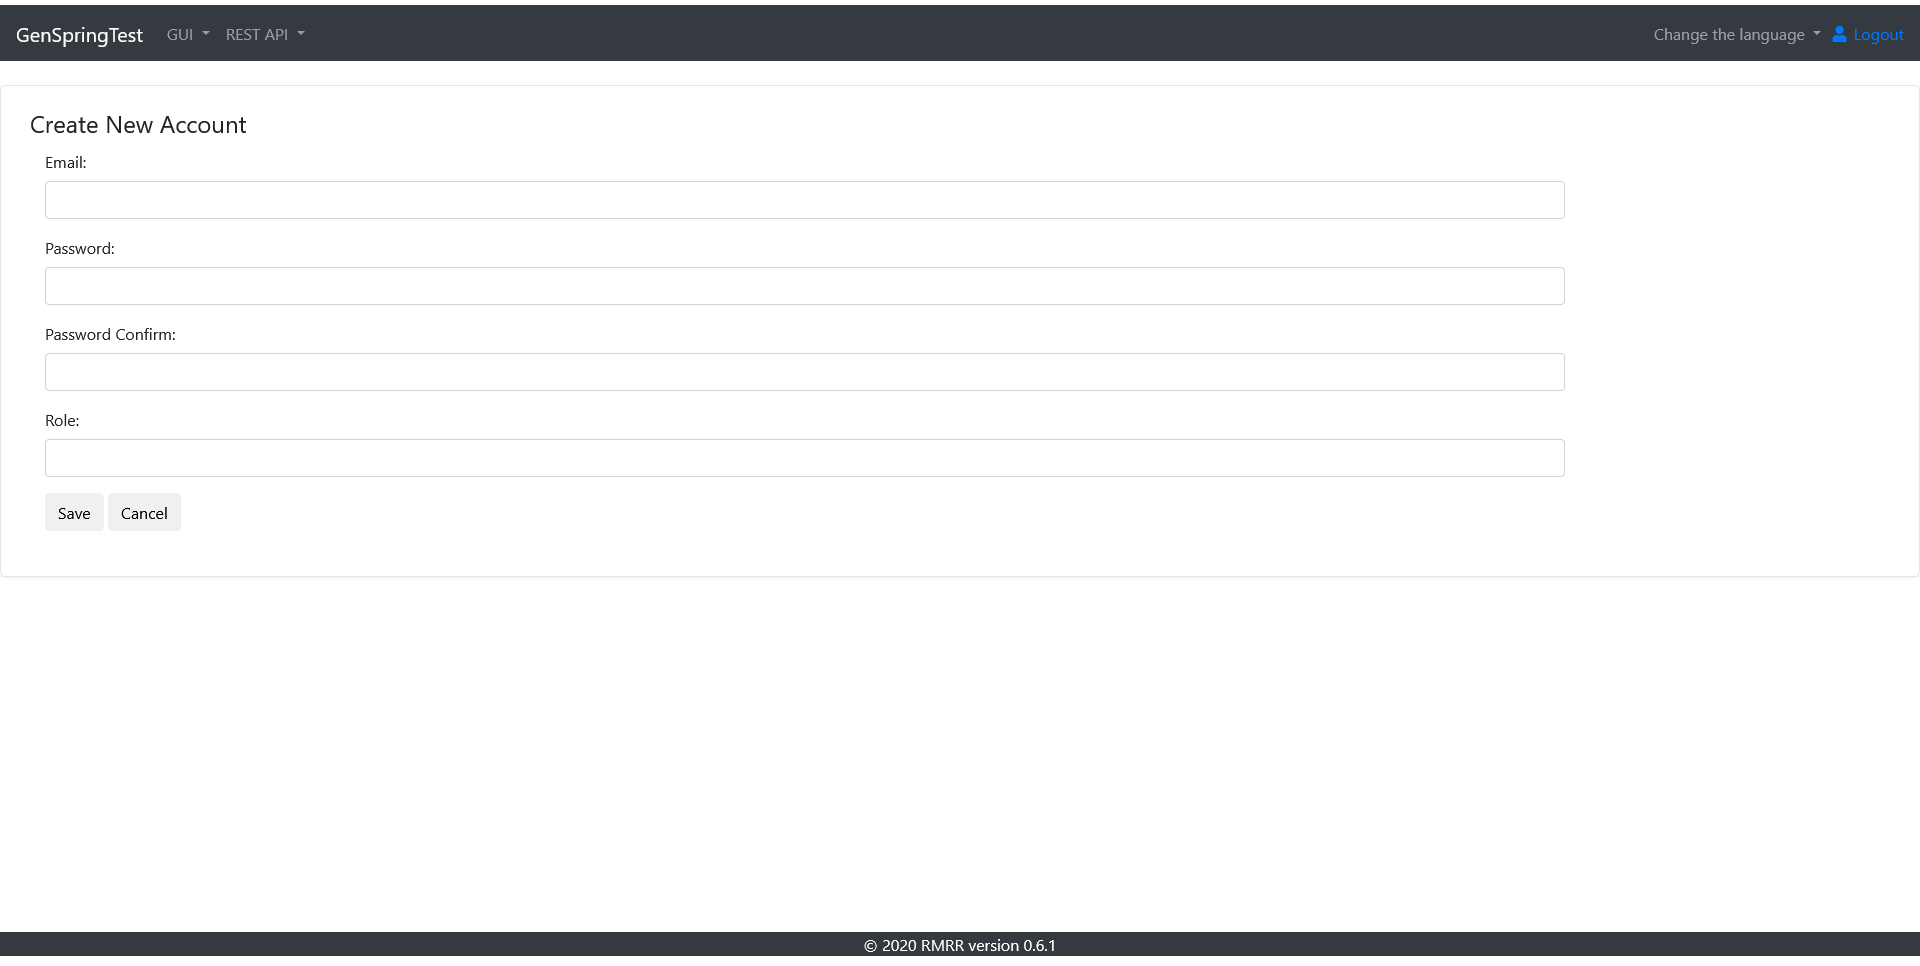 GenSpringTest GUI REST API Change the language Logout
Create New Account
Email:
Password:
Password Confirm:
Role:
Save Cancel
© 2020 RMRR version 0.6.1